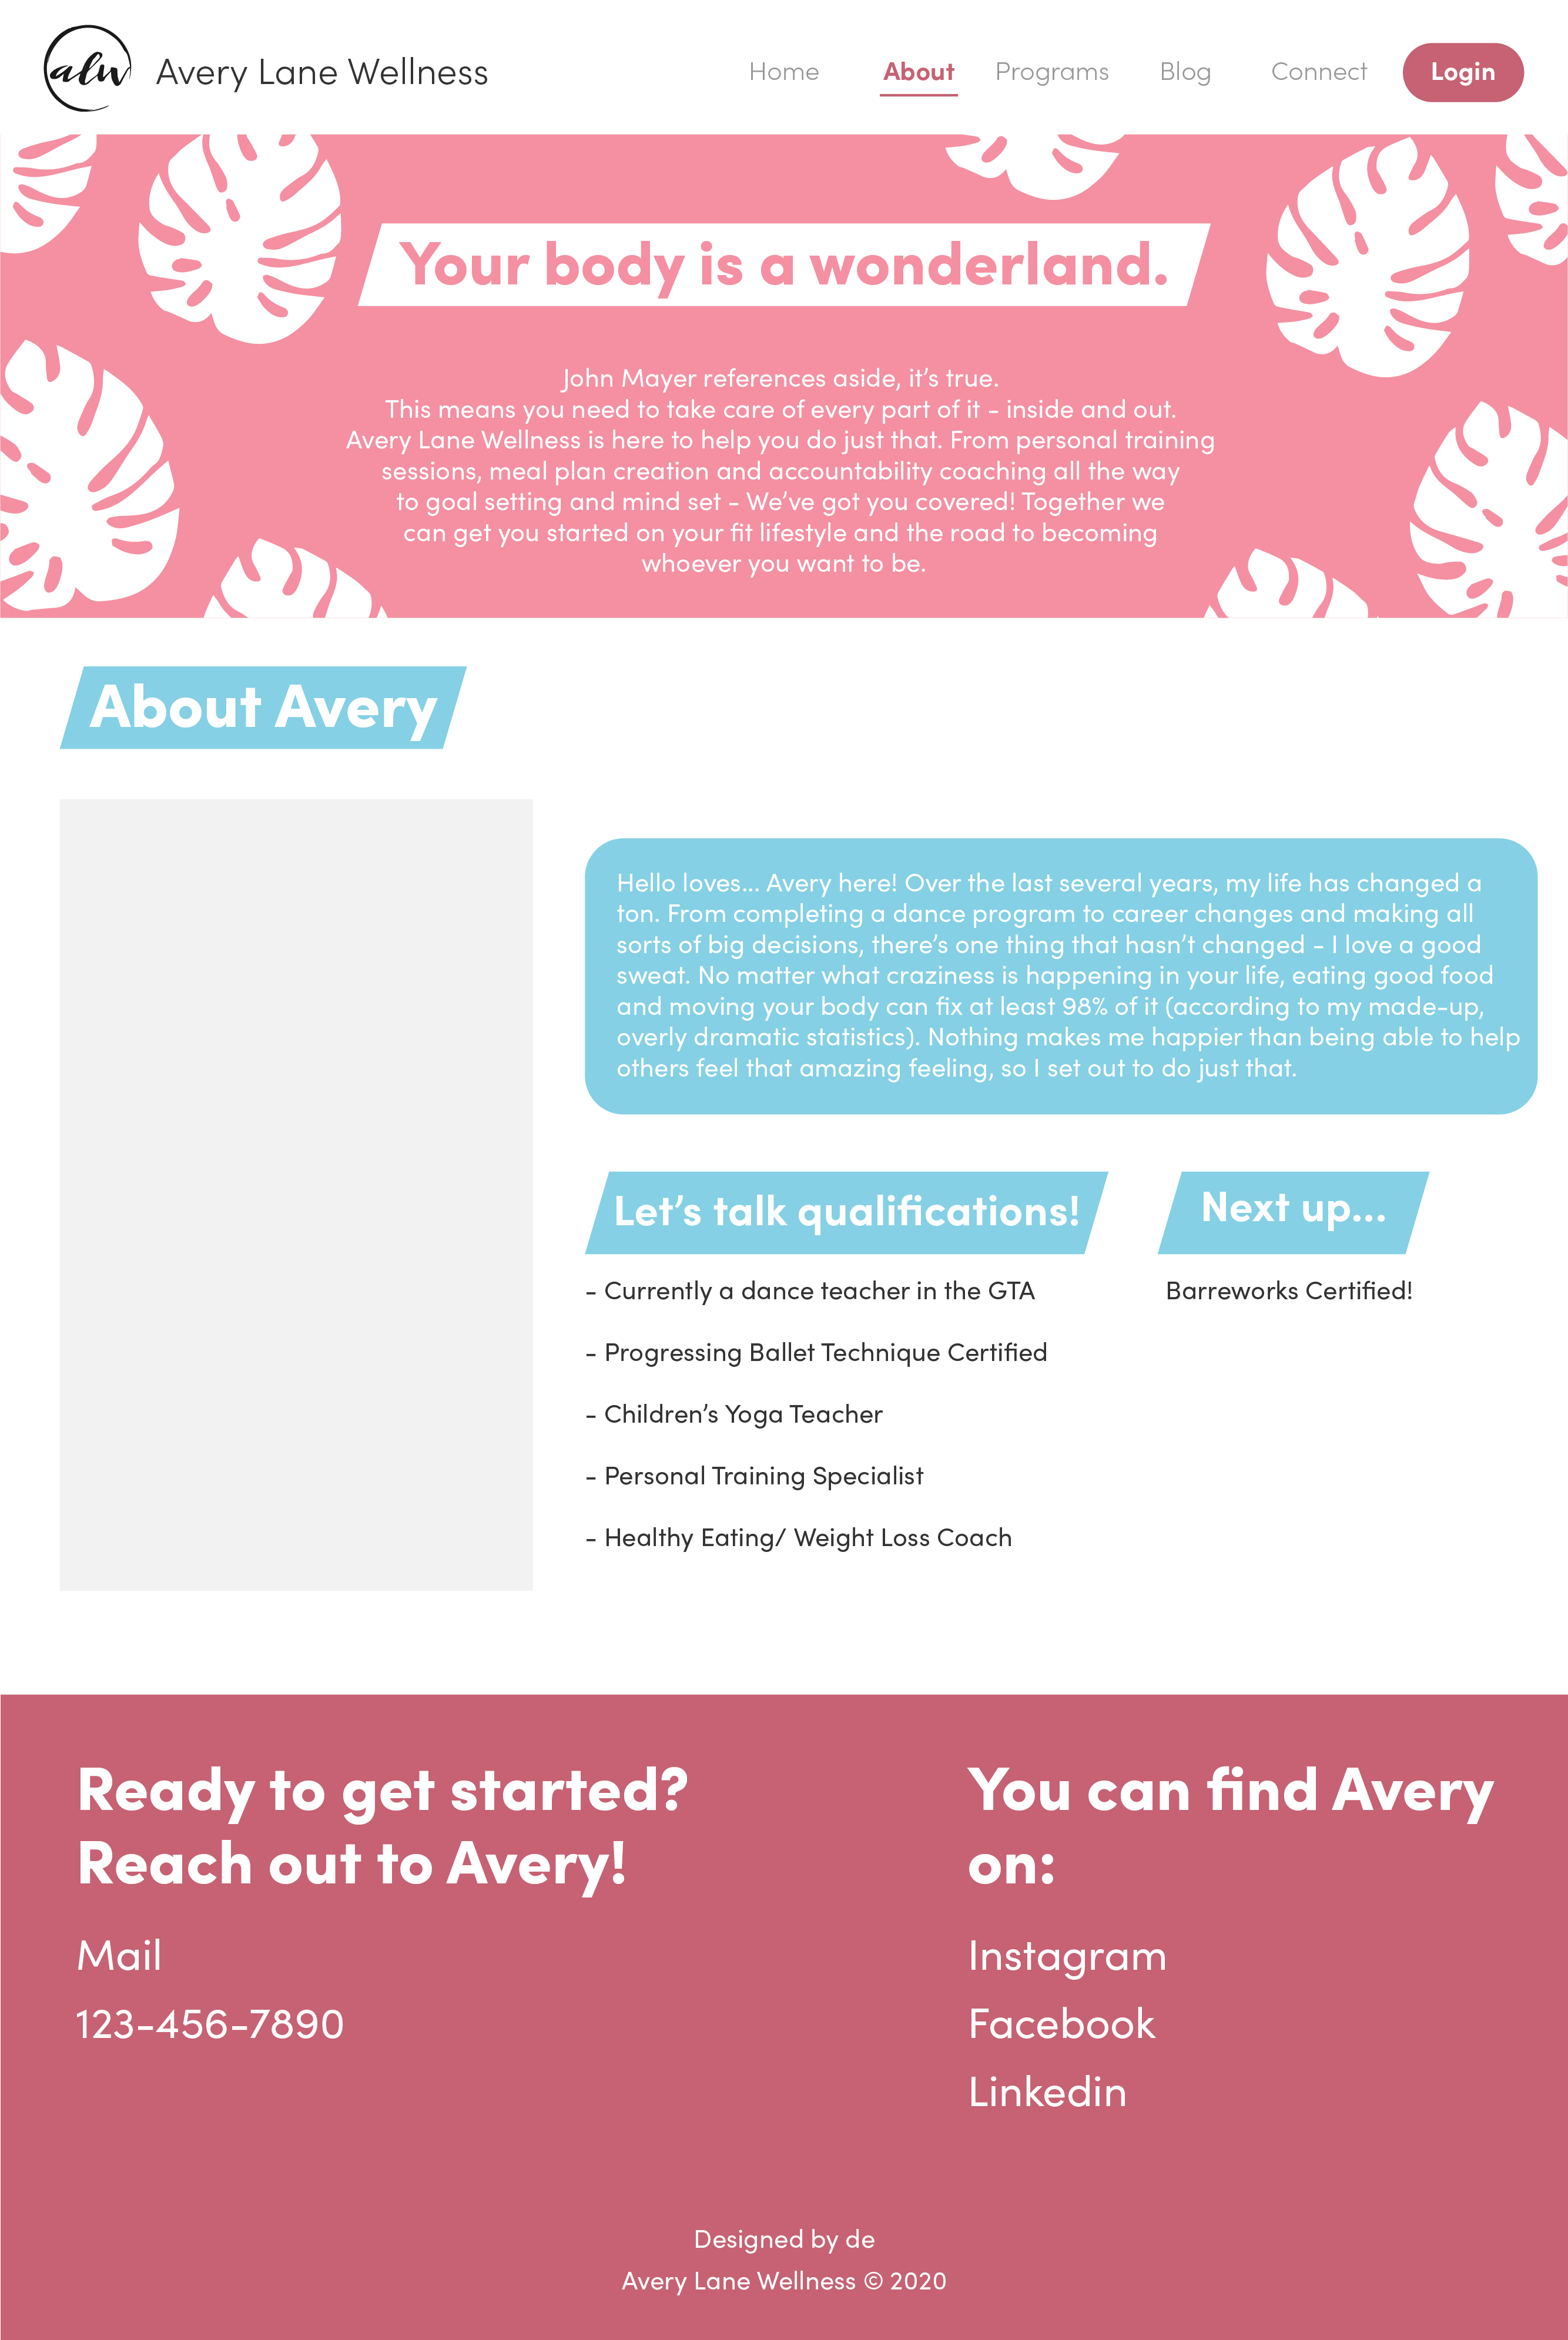 alw
Avery Lane Wellness
Home
About
Programs
Blog
Connect
Login
Your body is a wonderland.
John Mayer references aside, it’s true.
This means you need to take care of every part of it - inside and out.
Avery Lane Wellness is here to help you do just that. From personal training
sessions, meal plan creation and accountability coaching all the way
to goal setting and mind set - We’ve got you covered! Together we
can get you started on your fit lifestyle and the road to becoming
whoever you want to be.
About Avery
Hello loves... Avery here! Over the last several years, my life has changed a
ton. From completing a dance program to career changes and making all
sorts of big decisions, there’s one thing that hasn’t changed - I love a good
sweat. No matter what craziness is happening in your life, eating good food
and moving your body can fix at least 98% of it (according to my made-up,
overly dramatic statistics). Nothing makes me happier than being able to help
others feel that amazing feeling, so I set out to do just that.
Let’s talk qualifications!
- Currently a dance teacher in the GTA
- Progressing Ballet Technique Certified
- Children’s Yoga Teacher
- Personal Training Specialist
- Healthy Eating/ Weight Loss Coach
Next up...
Barreworks Certified!
Ready to get started?
Reach out to Avery!
Mail
123-456-7890
You can find Avery
on:
Instagram
Facebook
Linkedin
Designed by de
Avery Lane Wellness © 2020